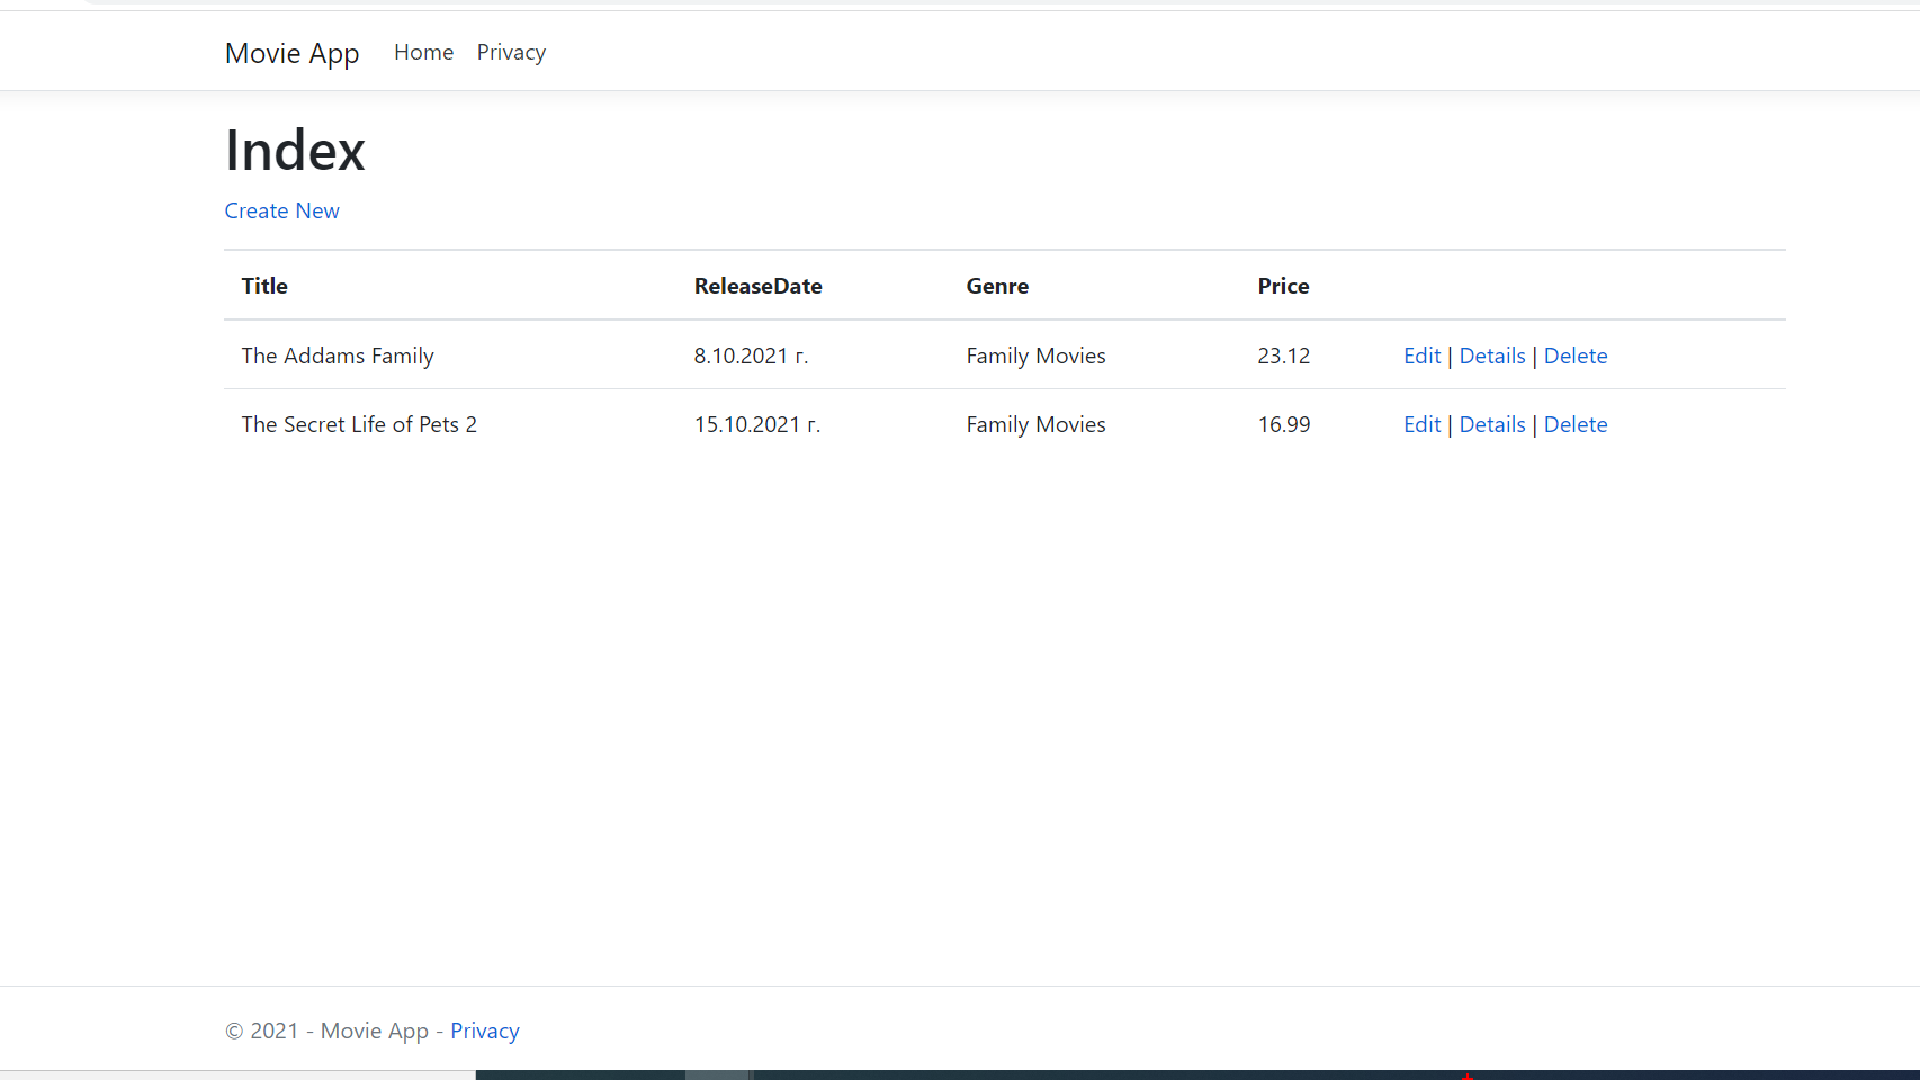 Movie App Home Privacy
Index
Create New
Title ReleaseDate Genre Price
The Addams Family 8.10.2021 г. Family Movies 23.12 Edit | Details | Delete
The Secret Life of Pets 2 15.10.2021 г. Family Movies 16.99 Edit | Details | Delete
© 2021 - Movie App - Privacy